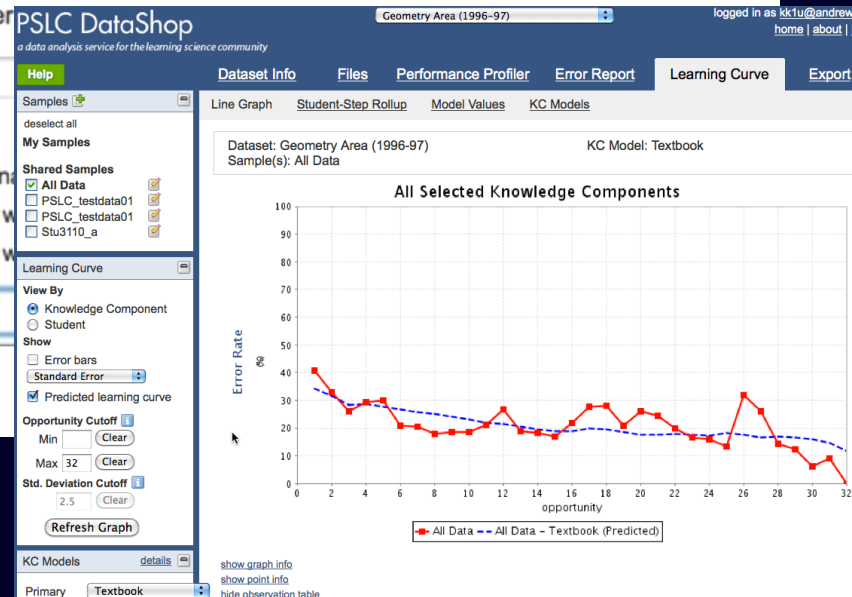 PSLC DataShop
a data analysis service for the learning science community
Geometry Area (1996-97)
logged in as kk1u@andrew
home | about |
Help
Dataset Info
Files
Performance Profiler
Error Report
Learning Curve
Export
Samples
deselect all
My Samples
Shared Samples
All Data
PSLC_testdata01
PSLC_testdata01
Stu3110_a
Learning Curve
View By
Knowledge Component
Student
Show
Error bars
Standard Error
Predicted learning curve
Opportunity Cutoff
Min Clear
Max 32 Clear
Std. Deviation Cutoff
2.5 Clear
Refresh Graph
KC Models details
Primary Textbook
Line Graph Student-Step Rollup Model Values KC Models
Dataset: Geometry Area (1996-97) KC Model: Textbook
Sample(s): All Data
All Selected Knowledge Components
100
90
80
70
60
50
40
30
20
10
0
Error Rate
%
0 2 4 6 8 10 12 14 16 18 20 22 24 26 28 30 32
opportunity
All Data All Data - Textbook (Predicted)
show graph info
show point info
hide observation table